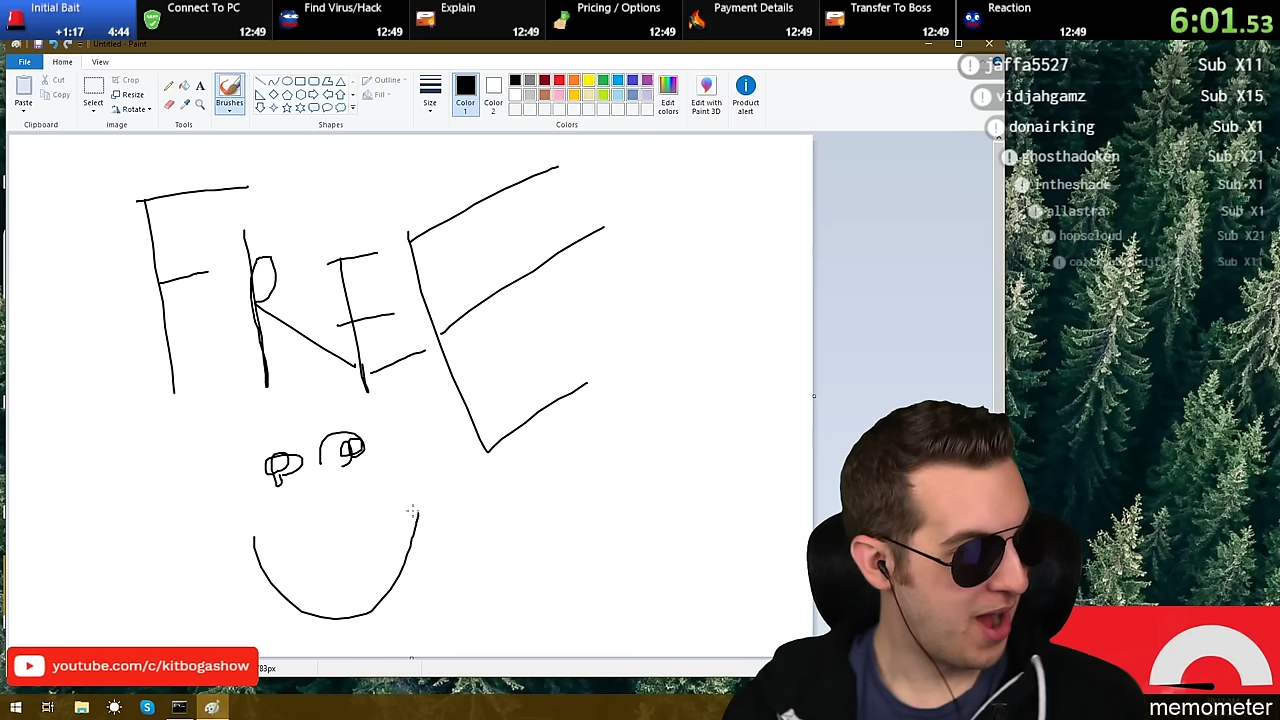 Initial Bait
+1:17 4:44
Connect To PC
12:49
Find Virus/Hack
12:49
Explain
12:49
Pricing / Options
12:49
Payment Details
12:49
Transfer To Boss
12:49
Reaction
12:49
6:01.53
Untitled - Paint
File Home View
Paste
Cut
Copy
Clipboard
Select
Crop
Resize
Rotate
Image
A
Tools
Brushes
Shapes
Outline
Fill
Size
Color 1
Color 2
Edit colors
Colors
Edit with Paint 3D
Product alert
jaffa5527 Sub X11
vidjahgamz Sub X15
donairking Sub X1
ghosthadoken Sub X21
intheshade Sub X1
allastra Sub X1
hopscloud Sub X21
Sub X11
FREE
youtube.com/c/kitbogashow
83px
memometer